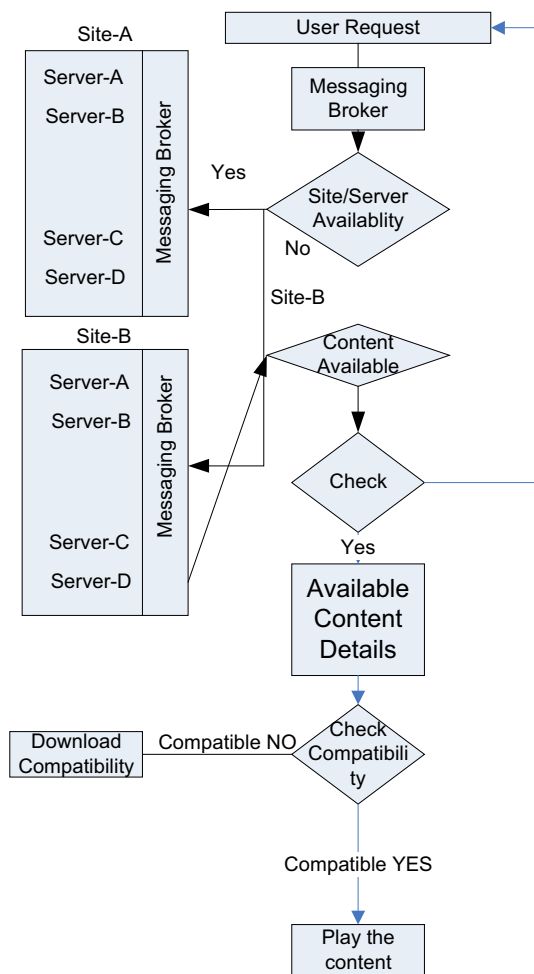 Site-A
User Request
Server-A
Server-B
Server-C
Server-D
Messaging Broker
Messaging
Broker
Yes
Site/Server
Availablity
No
Site-B
Site-B
Server-A
Server-B
Server-C
Server-D
Messaging Broker
Content
Available
Check
Yes
Available
Content
Details
Check
Compatibili
ty
Compatible NO
Download
Compatibility
Compatible YES
Play the
content